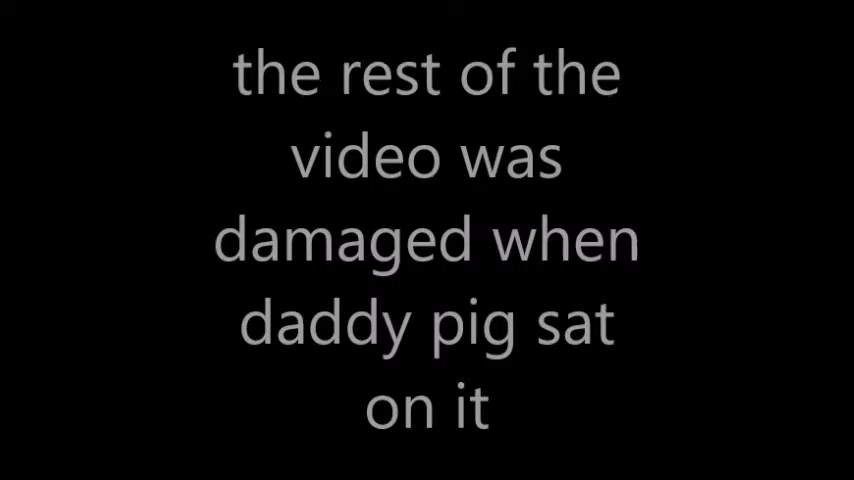 the rest of the
video was
damaged when
daddy pig sat
on it